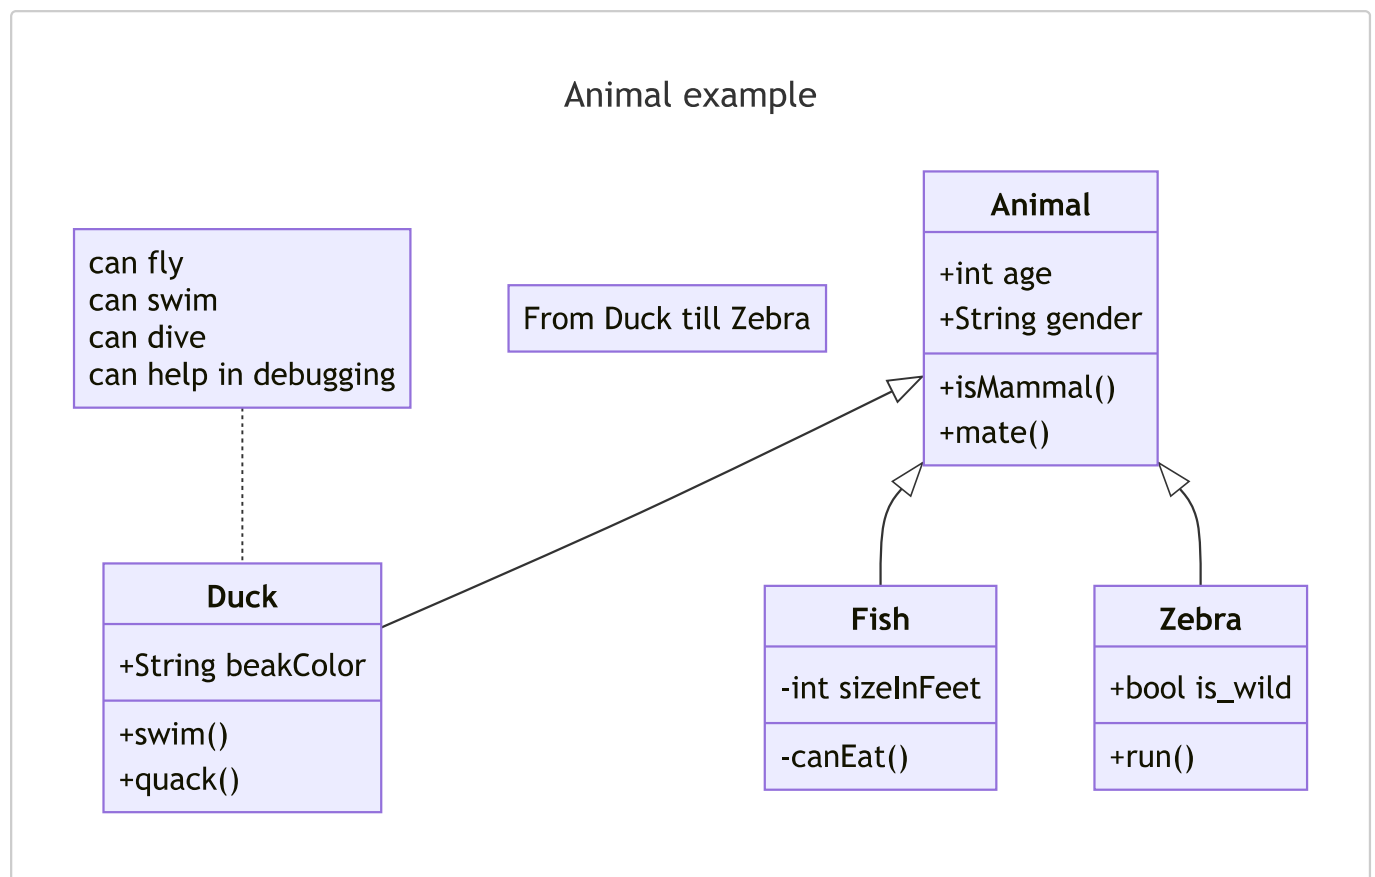 Animal example
can fly
can swim
can dive
can help in debugging
From Duck till Zebra
Animal
+int age
+String gender
+isMammal()
+mate()
Duck
+String beakColor
+swim()
+quack()
Fish
-int sizeInFeet
-canEat()
Zebra
+bool is_wild
+run()